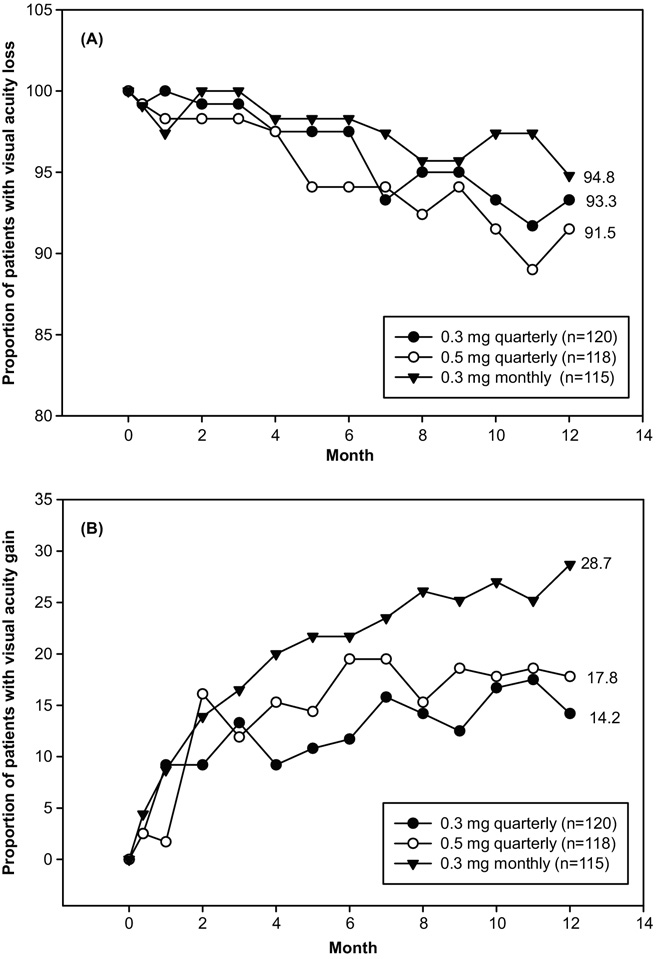 (A)
Proportion of patients with visual acuity loss
105
100
95
90
85
80
94.8
93.3
91.5
0.3 mg quarterly (n=120)
0.5 mg quarterly (n=118)
0.3 mg monthly (n=115)
0 2 4 6 8 10 12 14
Month
(B)
Proportion of patients with visual acuity gain
35
30
25
20
15
10
5
0
28.7
17.8
14.2
0.3 mg quarterly (n=120)
0.5 mg quarterly (n=118)
0.3 mg monthly (n=115)
0 2 4 6 8 10 12 14
Month